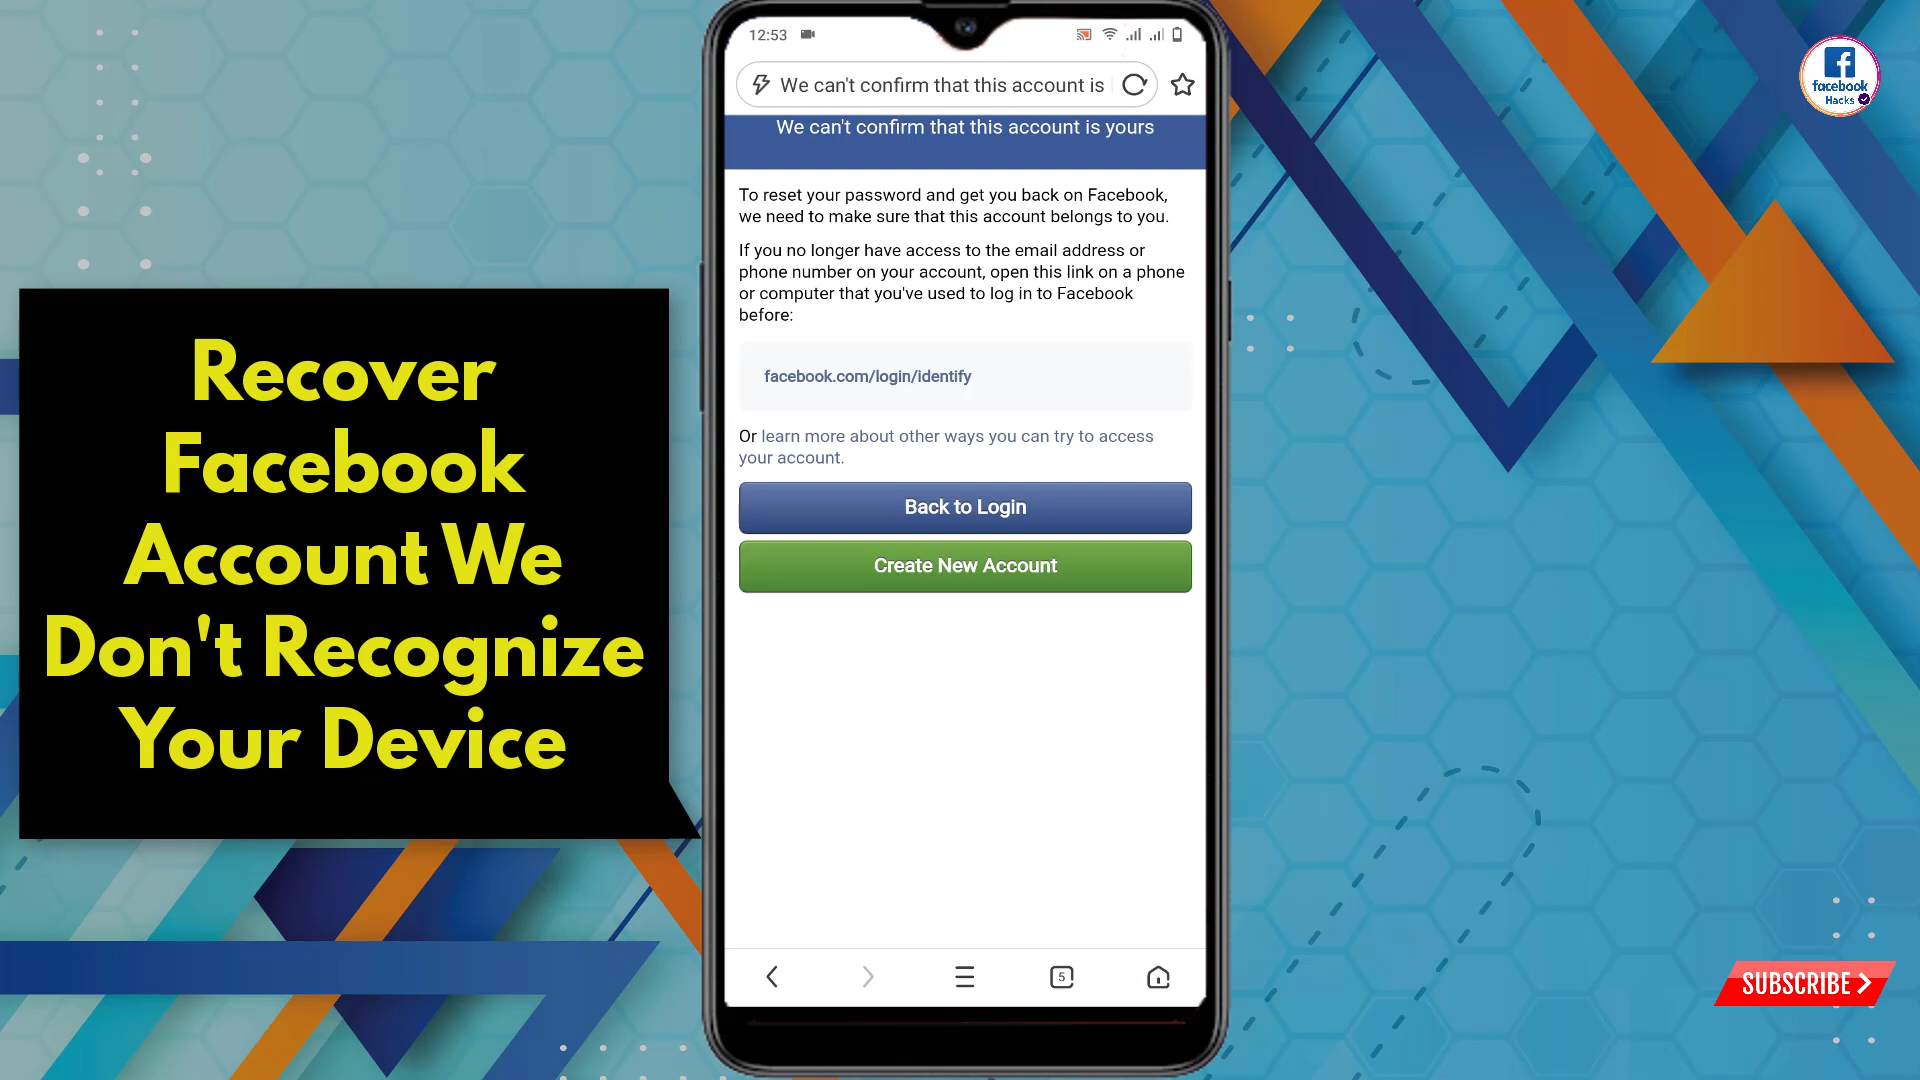 12:53
We can't confirm that this account is
We can't confirm that this account is yours
To reset your password and get you back on Facebook,
we need to make sure that this account belongs to you.
If you no longer have access to the email address or
phone number on your account, open this link on a phone
or computer that you've used to log in to Facebook
before:
facebook.com/login/identify
Or learn more about other ways you can try to access
your account.
Back to Login
Create New Account
5
Recover
Facebook
Account We
Don't Recognize
Your Device
f
facebook
Hacks
SUBSCRIBE